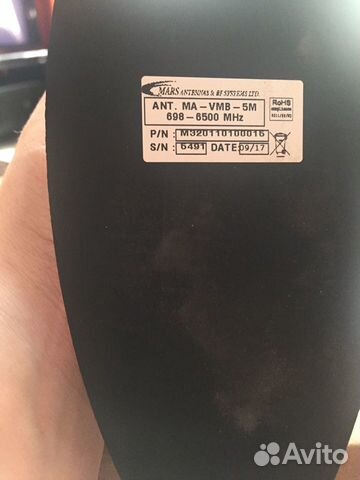 MARS ANTENNAS & RF SYSTEMS LTD.
ANT. MA-VMB-5M
698-6500 MHz
RoHS
P/N : M320110100016
S/N : 6491 DATE: 09/17
Avito